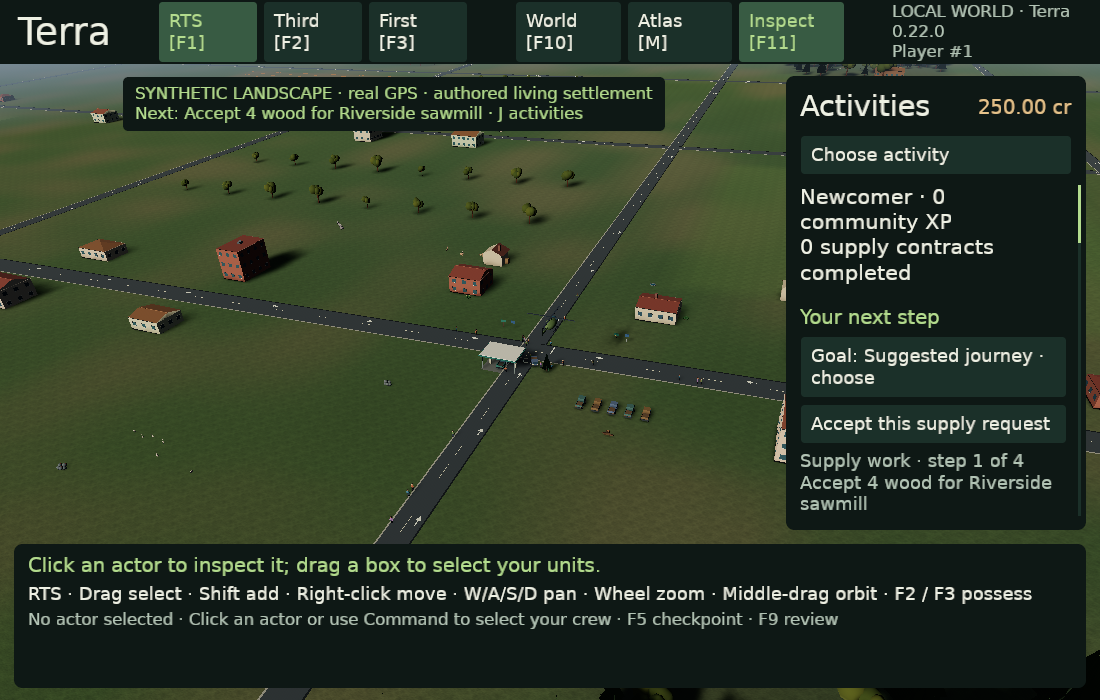 Terra
RTS
[F1]
Third
[F2]
First
[F3]
World
[F10]
Atlas
[M]
Inspect
[F11]
LOCAL WORLD · Terra
0.22.0
Player #1
SYNTHETIC LANDSCAPE · real GPS · authored living settlement
Next: Accept 4 wood for Riverside sawmill · J activities
Activities
250.00 cr
Choose activity
Newcomer · 0
community XP
0 supply contracts
completed
Your next step
Goal: Suggested journey ·
choose
Accept this supply request
Supply work · step 1 of 4
Accept 4 wood for Riverside
sawmill
Click an actor to inspect it; drag a box to select your units.
RTS · Drag select · Shift add · Right-click move · W/A/S/D pan · Wheel zoom · Middle-drag orbit · F2 / F3 possess
No actor selected · Click an actor or use Command to select your crew · F5 checkpoint · F9 review